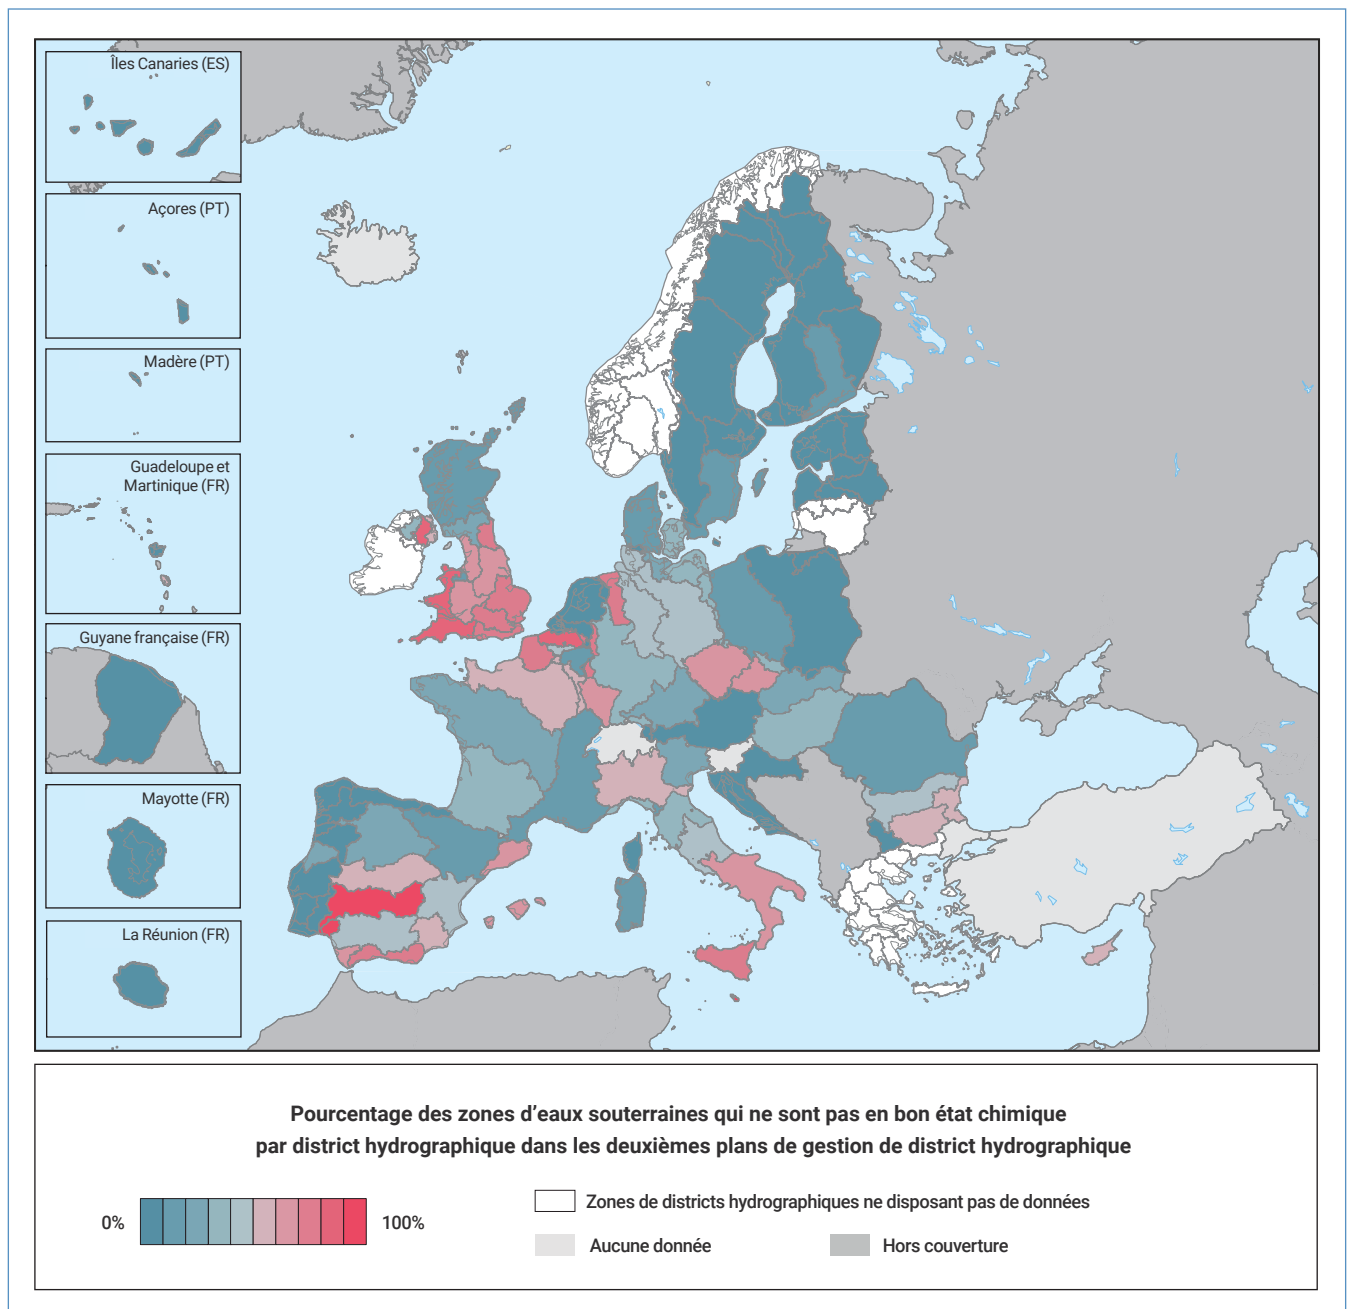 Îles Canaries (ES)
Açores (PT)
Madère (PT)
Guadeloupe et
Martinique (FR)
Guyane française (FR)
Mayotte (FR)
La Réunion (FR)
Pourcentage des zones d’eaux souterraines qui ne sont pas en bon état chimique
par district hydrographique dans les deuxièmes plans de gestion de district hydrographique
0%
100%
Zones de districts hydrographiques ne disposant pas de données
Aucune donnée
Hors couverture